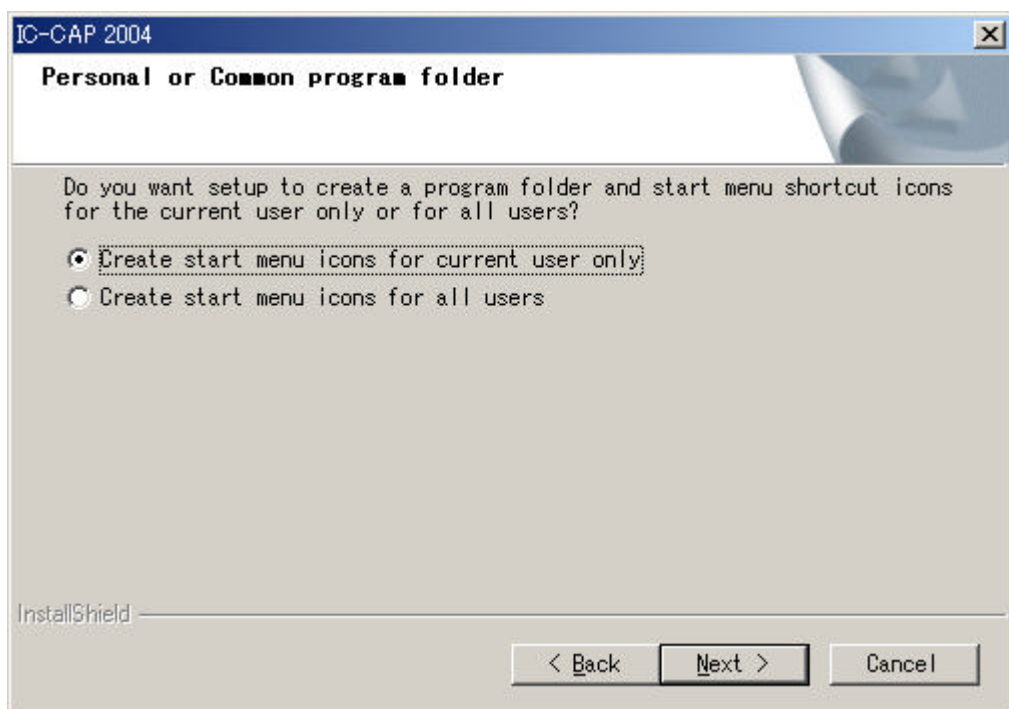 IC-CAP 2004
Personal or Common program folder
Do you want setup to create a program folder and start menu shortcut icons
for the current user only or for all users?
Create start menu icons for current user only
Create start menu icons for all users
InstallShield
< Back
Next >
Cancel